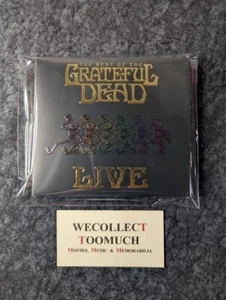 THE BEST OF THE
GRATEFUL
DEAD
LIVE
WECOLLECT
TOOMUCH
MOVIES, MUSIC & MEMORABILIA